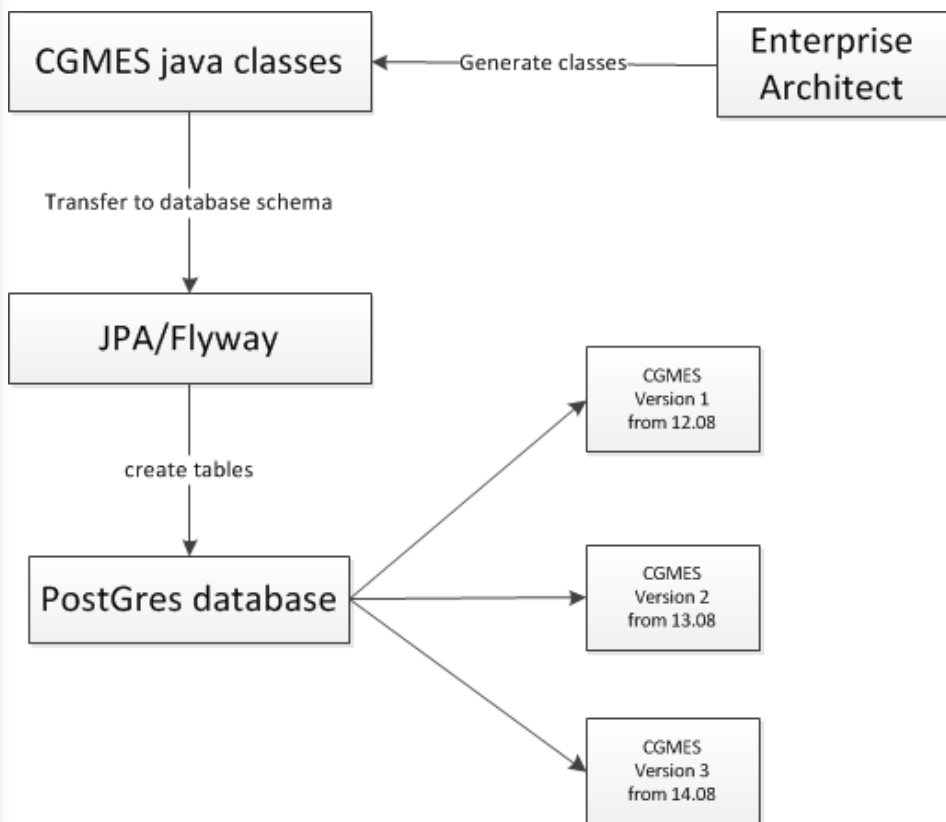 CGMES java classes
Generate classes
Enterprise
Architect
Transfer to database schema
JPA/Flyway
create tables
PostGres database
CGMES
Version 1
from 12.08
CGMES
Version 2
from 13.08
CGMES
Version 3
from 14.08